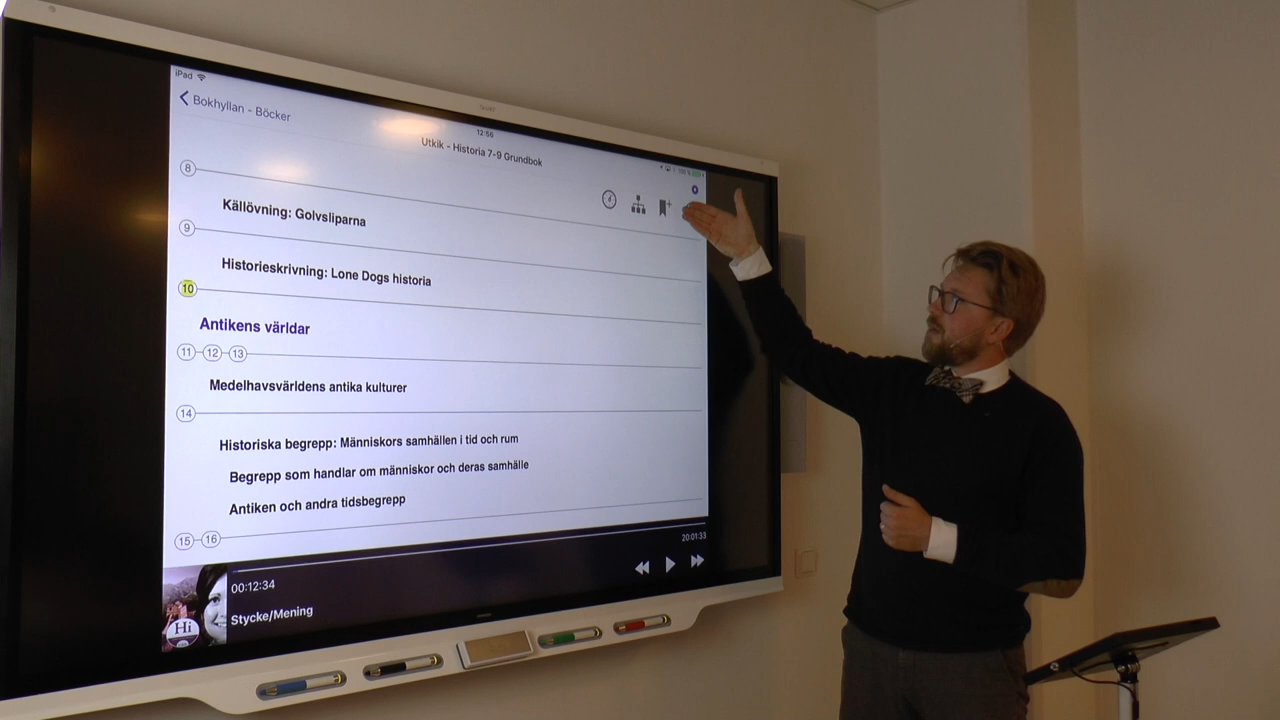 SMART
iPad
Bokhyllan - Böcker
12:56
Utkik - Historia 7-9 Grundbok
100 %
8
Källövning: Golvsliparna
9
Historieskrivning: Lone Dogs historia
10
Antikens världar
11 12 13
Medelhavsvärldens antika kulturer
14
Historiska begrepp: Människors samhällen i tid och rum
Begrepp som handlar om människor och deras samhälle
Antiken och andra tidsbegrepp
15 16
20:01:33
00:12:34
Stycke/Mening
Hi